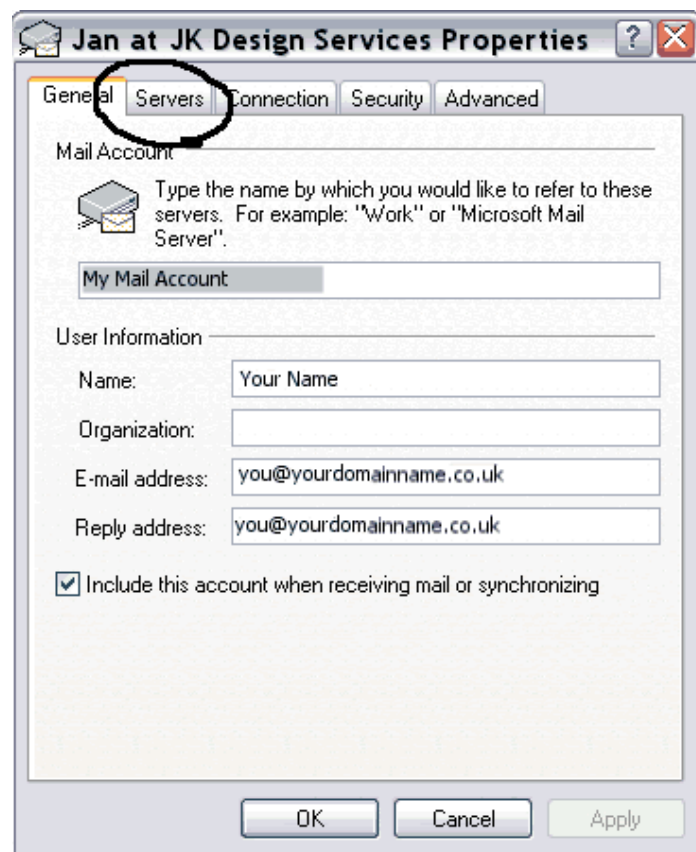 Jan at JK Design Services Properties ?
General Servers Connection Security Advanced
Mail Account
Type the name by which you would like to refer to these
servers. For example: "Work" or "Microsoft Mail
Server".
My Mail Account
User Information
Name: Your Name
Organization:
E-mail address: you@yourdomainname.co.uk
Reply address: you@yourdomainname.co.uk
Include this account when receiving mail or synchronizing
OK Cancel Apply